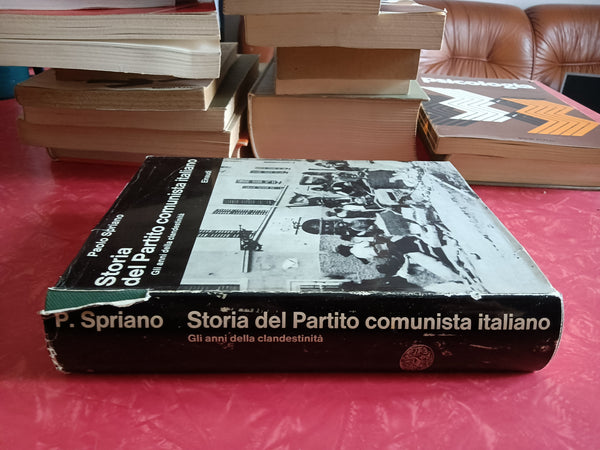 psicologia
Paolo Spriano
Storia
del Partito comunista italiano
Gli anni della clandestinità
Einaudi
P. Spriano Storia del Partito comunista italiano
Gli anni della clandestinità